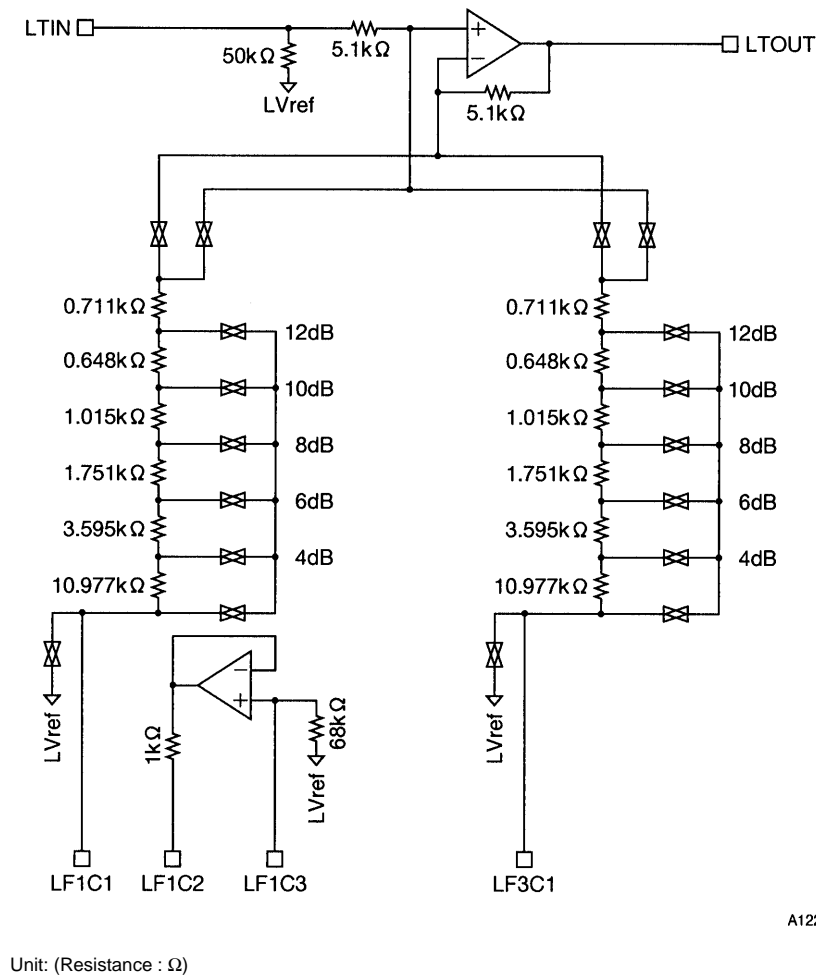 LTIN
50kΩ
5.1kΩ
LVref
+
−
5.1kΩ
LTOUT
0.711kΩ
12dB
0.648kΩ
10dB
1.015kΩ
8dB
1.751kΩ
6dB
3.595kΩ
4dB
10.977kΩ
LVref
−
+
1kΩ
68kΩ
LVref
LF1C1
LF1C2
LF1C3
0.711kΩ
12dB
0.648kΩ
10dB
1.015kΩ
8dB
1.751kΩ
6dB
3.595kΩ
4dB
10.977kΩ
LVref
LF3C1
A122
Unit: (Resistance : Ω)